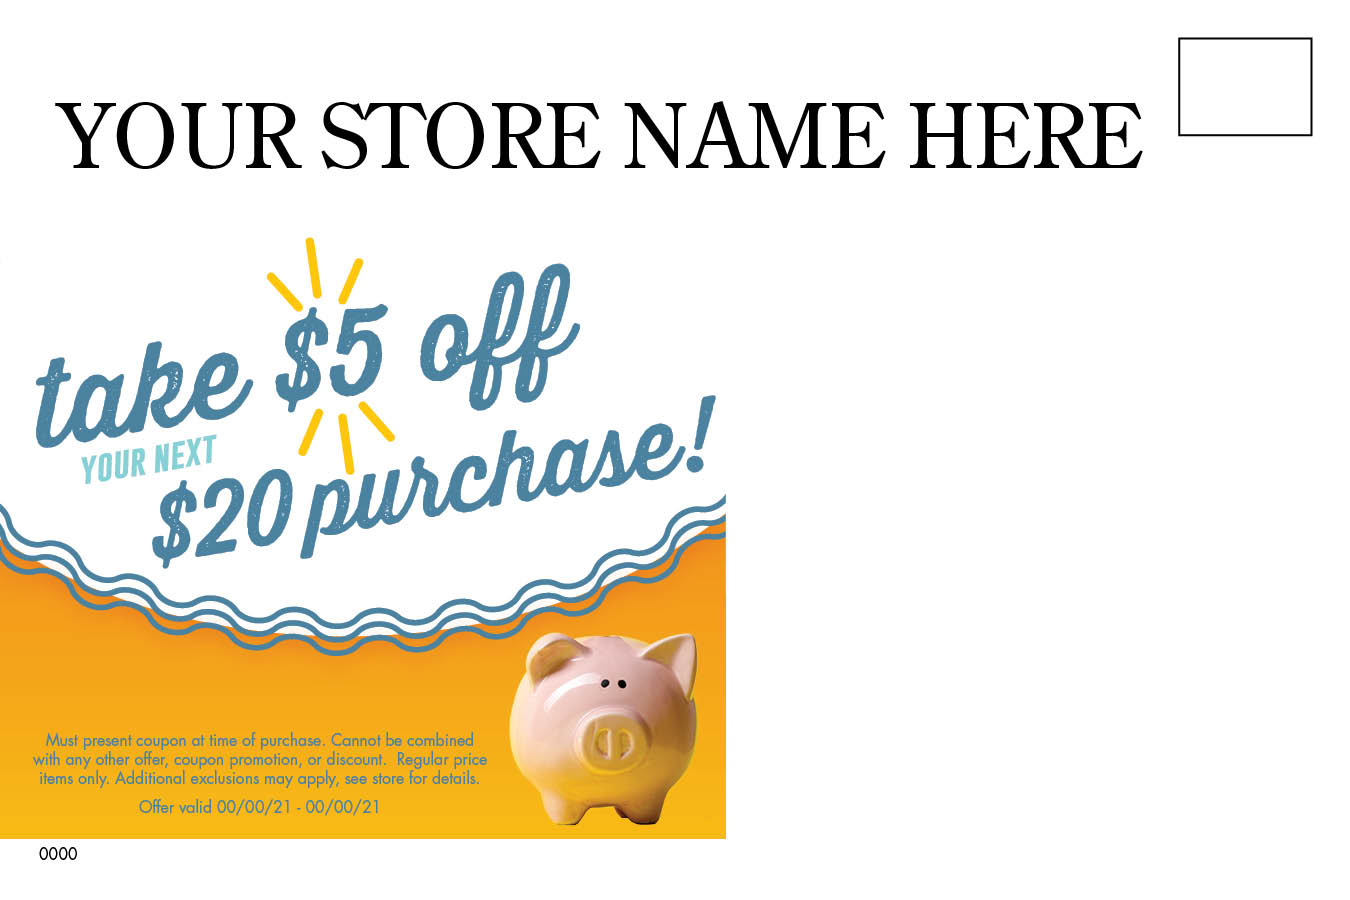 YOUR STORE NAME HERE
take $5 off
YOUR NEXT
$20 purchase!
Must present coupon at time of purchase. Cannot be combined
with any other offer, coupon promotion, or discount.  Regular price
items only. Additional exclusions may apply, see store for details.
Offer valid 00/00/21 - 00/00/21
0000